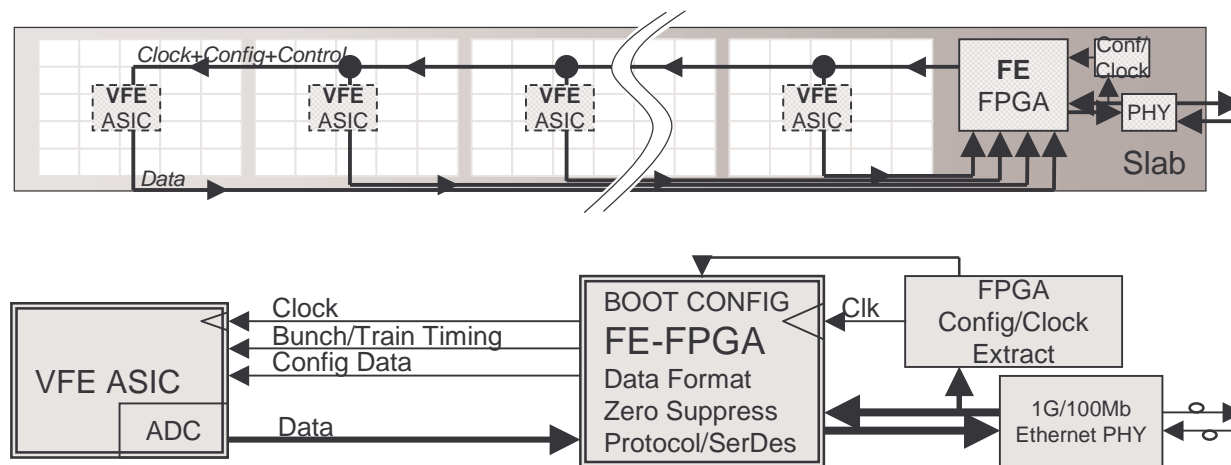 Clock+Config+Control
VFE
ASIC
VFE
ASIC
VFE
ASIC
VFE
ASIC
FE
FPGA
Conf/
Clock
PHY
Data
Slab
Clock
Bunch/Train Timing
Config Data
VFE ASIC
ADC
Data
BOOT CONFIG
FE-FPGA
Data Format
Zero Suppress
Protocol/SerDes
Clk
FPGA
Config/Clock
Extract
1G/100Mb
Ethernet PHY